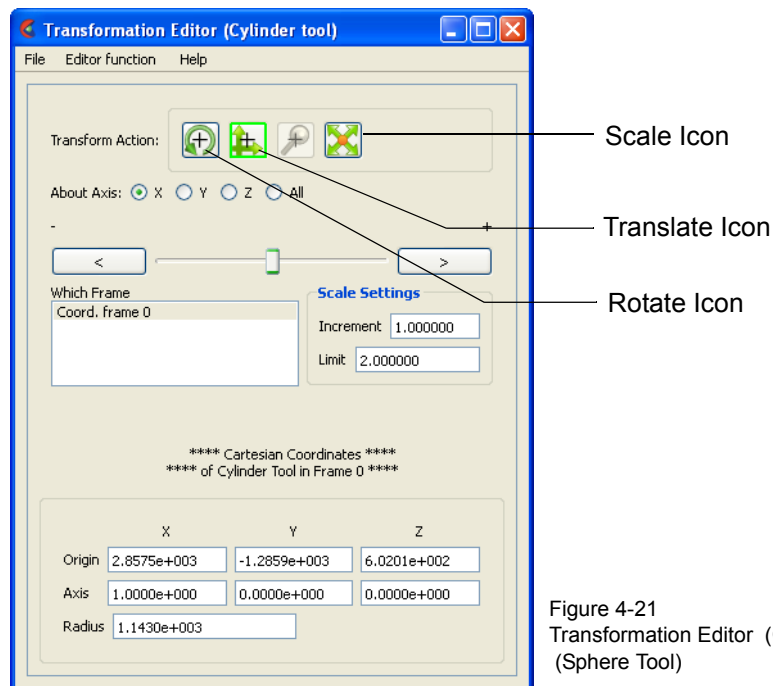 Transformation Editor (Cylinder tool)
File Editor function Help
Transform Action:
Scale Icon
About Axis: X Y Z All
- +
Translate Icon
< >
Rotate Icon
Which Frame
Coord. frame 0
Scale Settings
Increment 1.000000
Limit 2.000000
**** Cartesian Coordinates ****
**** of Cylinder Tool in Frame 0 ****
X Y Z
Origin 2.8575e+003 -1.2859e+003 6.0201e+002
Axis 1.0000e+000 0.0000e+000 0.0000e+000
Radius 1.1430e+003
Figure 4-21
Transformation Editor (
(Sphere Tool)